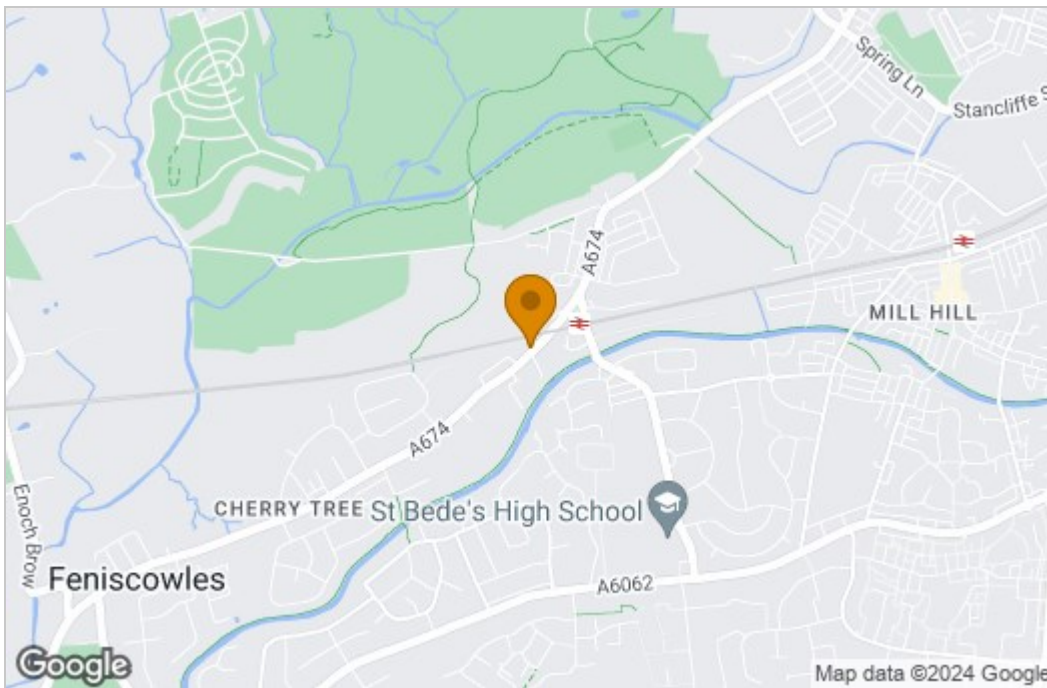 Spring Ln
Stancliffe S
A674
MILL HILL
A674
CHERRY TREE
St Bede's High School
Enoch Brow
Feniscowles
A6062
Google
Map data ©2024 Google